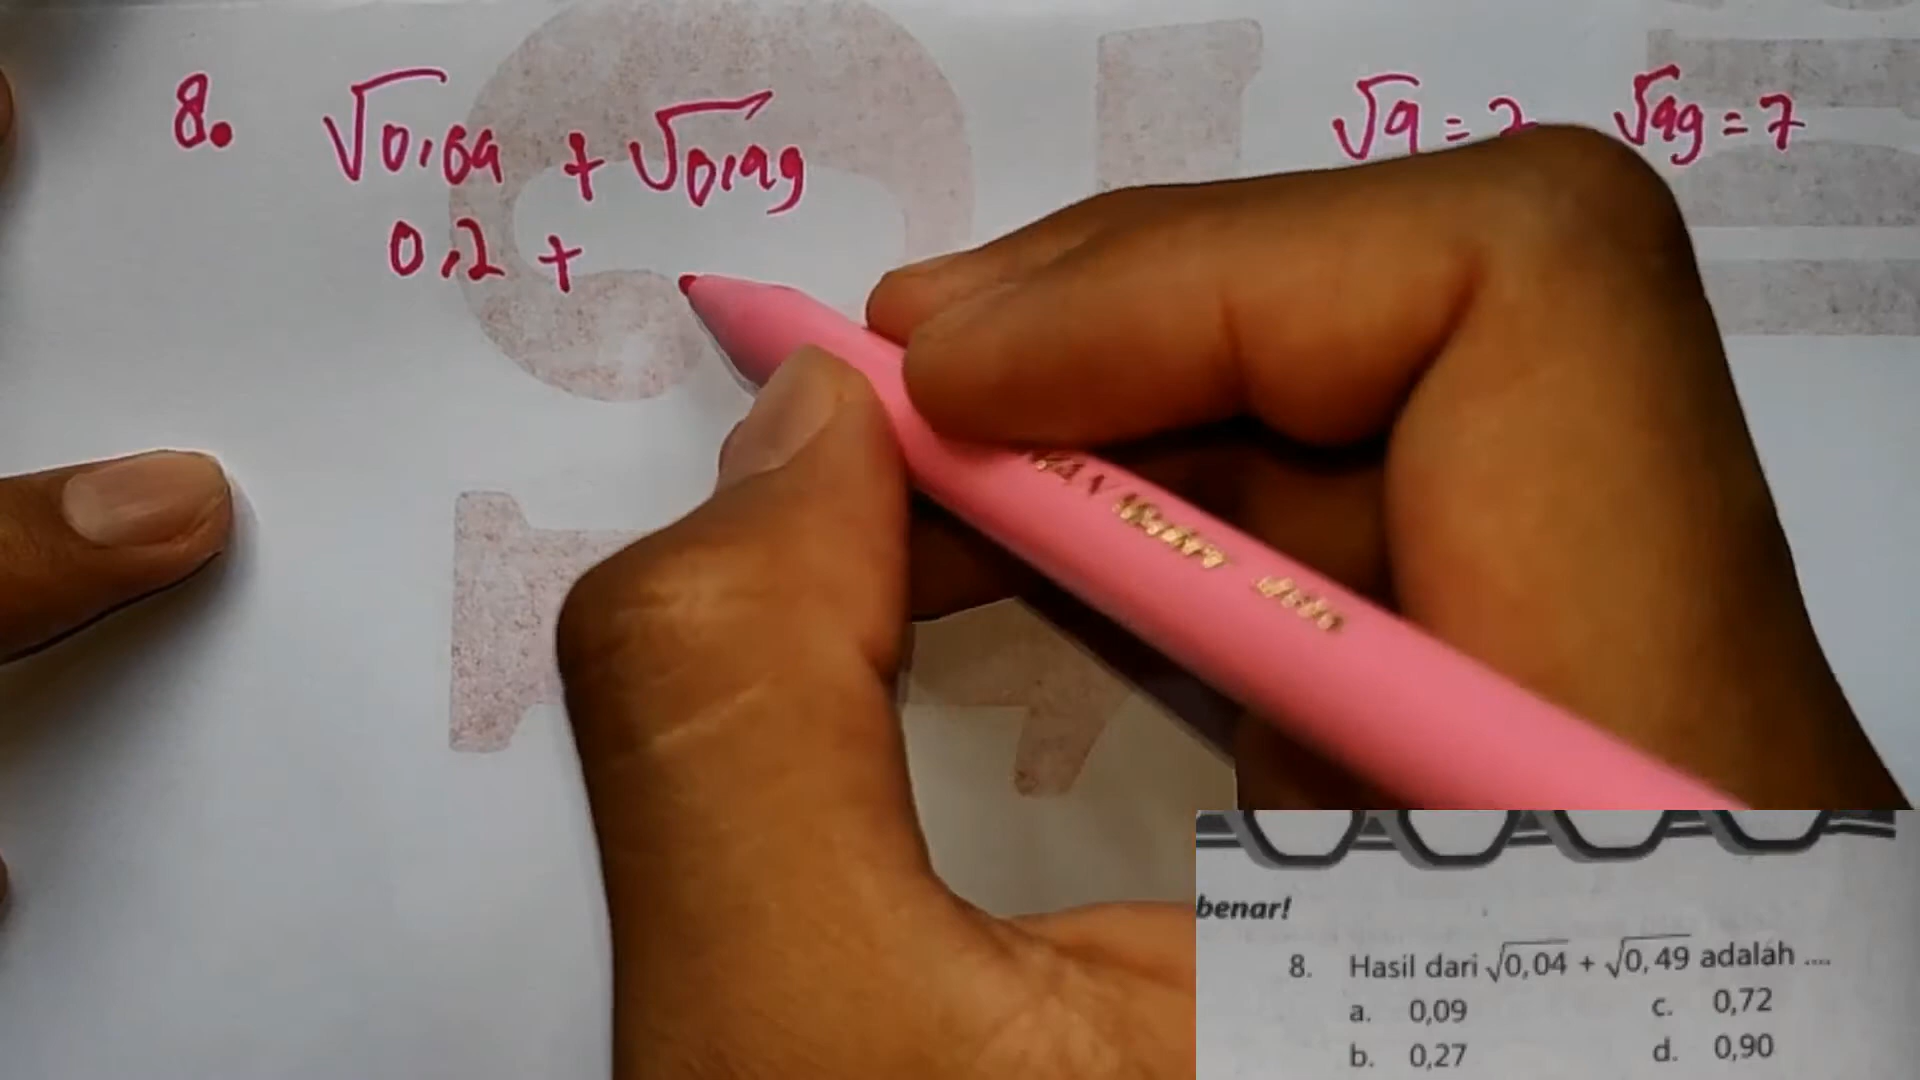 8. √0,04 + √0,49
√4 = 2 √49 = 7
0,2 +
benar!
8. Hasil dari √0,04 + √0,49 adalah ....
a. 0,09 c. 0,72
b. 0,27 d. 0,90